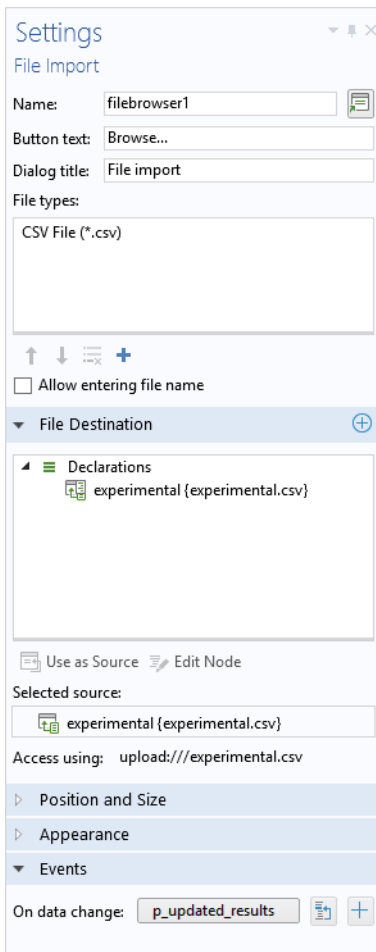 Settings
File Import
Name: filebrowser1
Button text: Browse...
Dialog title: File import
File types:
CSV File (*.csv)
Allow entering file name
File Destination
Declarations
experimental {experimental.csv}
Use as Source Edit Node
Selected source:
experimental {experimental.csv}
Access using: upload:///experimental.csv
Position and Size
Appearance
Events
On data change: p_updated_results